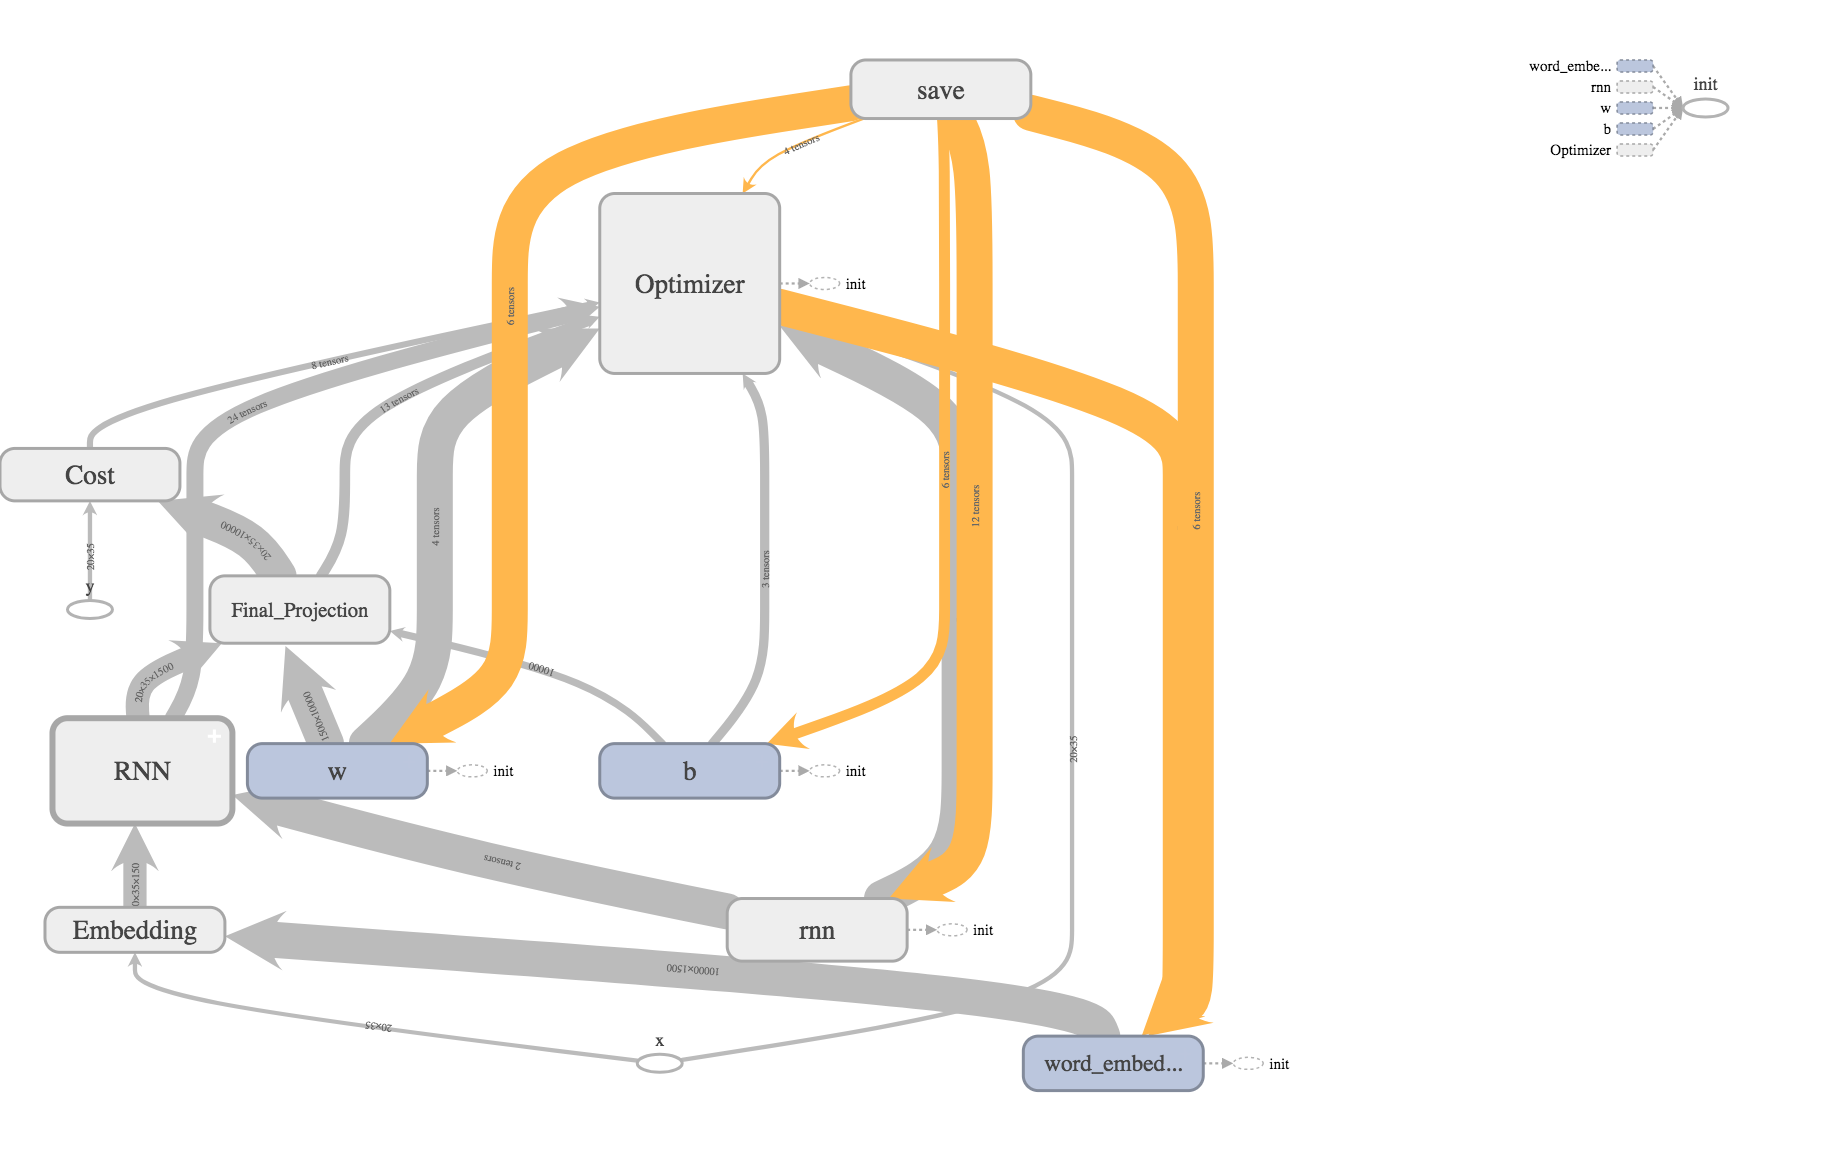 save
word_embe...
rnn
w
b
Optimizer
init
4 tensors
Optimizer
init
6 tensors
8 tensors
24 tensors
13 tensors
Cost
20×35×10000
4 tensors
6 tensors
12 tensors
6 tensors
20×35
y
3 tensors
Final_Projection
10000
20×35×1500
1500×10000
RNN
+
w
init
b
init
20×35
2 tensors
0×35×150
Embedding
rnn
init
10000×1500
20×35
x
word_embed...
init